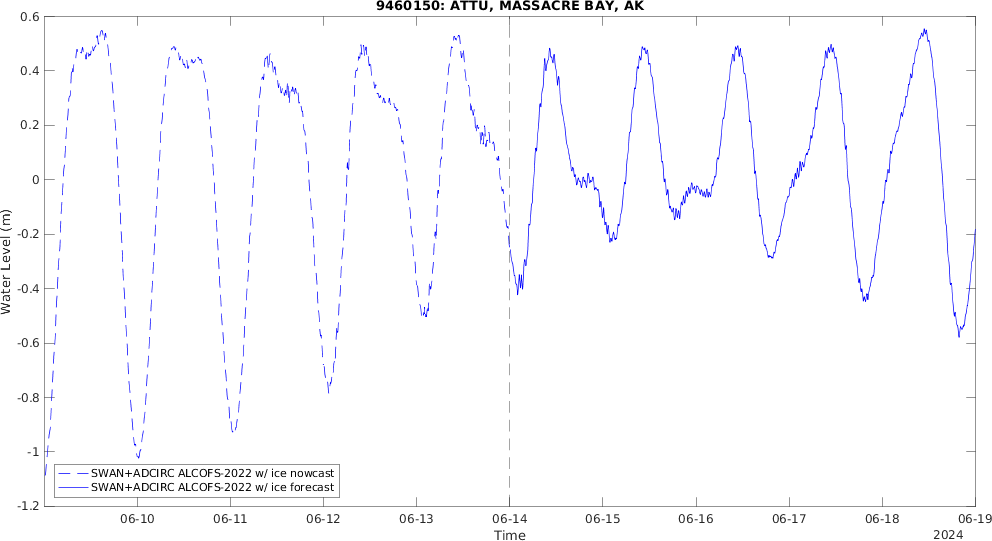 9460150: ATTU, MASSACRE BAY, AK
0.6
0.4
0.2
0
-0.2
-0.4
-0.6
-0.8
-1
-1.2
Water Level (m)
SWAN+ADCIRC ALCOFS-2022 w/ ice nowcast
SWAN+ADCIRC ALCOFS-2022 w/ ice forecast
06-10 06-11 06-12 06-13 06-14 06-15 06-16 06-17 06-18 06-19
Time
2024